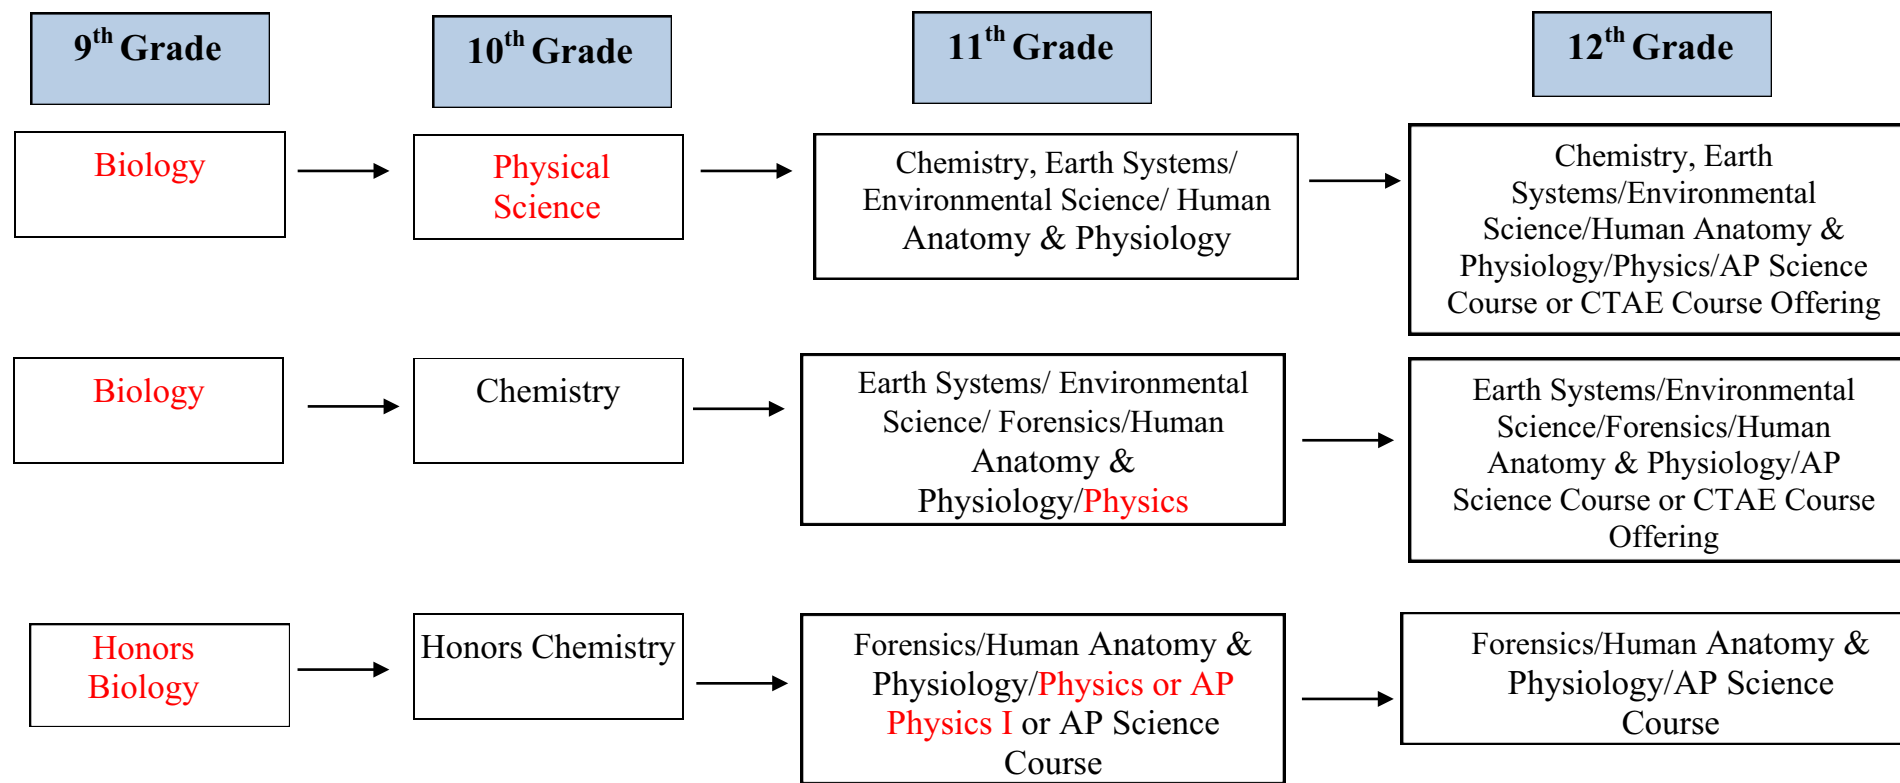 9th Grade
10th Grade
11th Grade
12th Grade
Biology
Physical
Science
Chemistry, Earth Systems/
Environmental Science/ Human
Anatomy & Physiology
Chemistry, Earth
Systems/Environmental
Science/Human Anatomy &
Physiology/Physics/AP Science
Course or CTAE Course Offering
Biology
Chemistry
Earth Systems/ Environmental
Science/ Forensics/Human
Anatomy &
Physiology/Physics
Earth Systems/Environmental
Science/Forensics/Human
Anatomy & Physiology/AP
Science Course or CTAE Course
Offering
Honors
Biology
Honors Chemistry
Forensics/Human Anatomy &
Physiology/Physics or AP
Physics I or AP Science
Course
Forensics/Human Anatomy &
Physiology/AP Science
Course